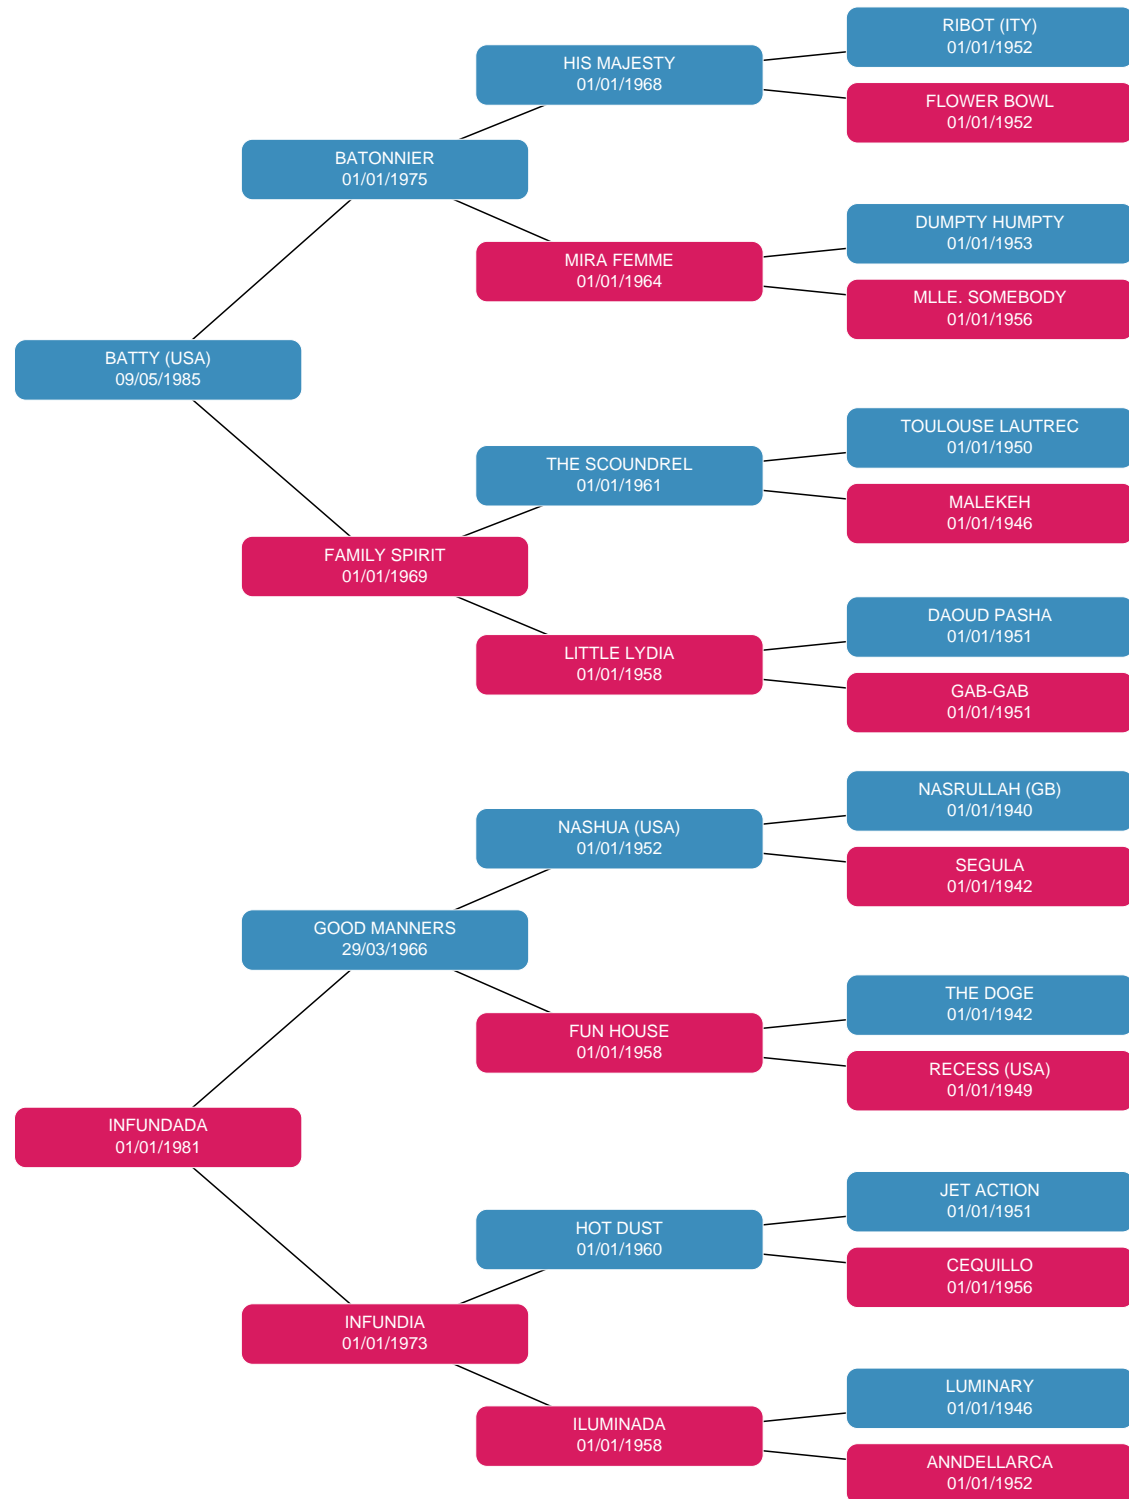 RIBOT (ITY)
01/01/1952
HIS MAJESTY
01/01/1968
FLOWER BOWL
01/01/1952
BATONNIER
01/01/1975
DUMPTY HUMPTY
01/01/1953
MIRA FEMME
01/01/1964
MLLE. SOMEBODY
01/01/1956
BATTY (USA)
09/05/1985
TOULOUSE LAUTREC
01/01/1950
THE SCOUNDREL
01/01/1961
MALEKEH
01/01/1946
FAMILY SPIRIT
01/01/1969
DAOUD PASHA
01/01/1951
LITTLE LYDIA
01/01/1958
GAB-GAB
01/01/1951
NASRULLAH (GB)
01/01/1940
NASHUA (USA)
01/01/1952
SEGULA
01/01/1942
GOOD MANNERS
29/03/1966
THE DOGE
01/01/1942
FUN HOUSE
01/01/1958
RECESS (USA)
01/01/1949
INFUNDADA
01/01/1981
JET ACTION
01/01/1951
HOT DUST
01/01/1960
CEQUILLO
01/01/1956
INFUNDIA
01/01/1973
LUMINARY
01/01/1946
ILUMINADA
01/01/1958
ANNDELLARCA
01/01/1952